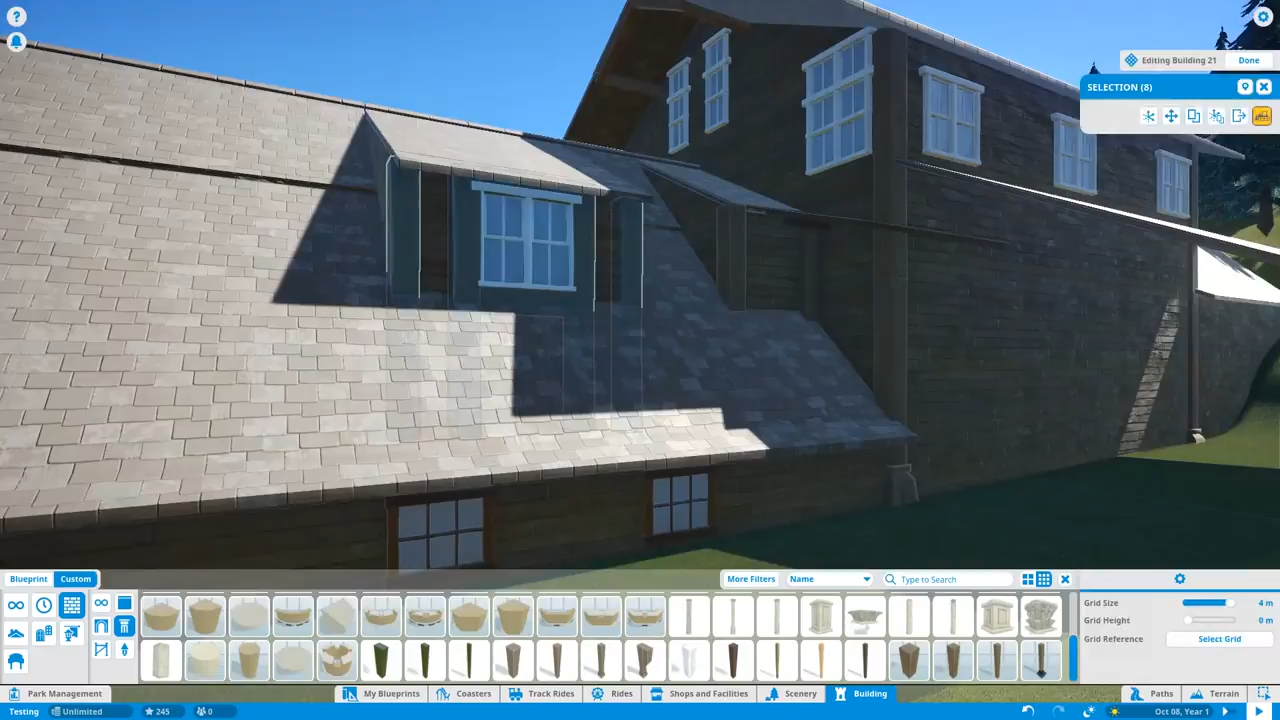 ?
Editing Building 21 Done
SELECTION (8)
Blueprint Custom
More Filters Name Type to Search
Grid Size 4 m
Grid Height 0 m
Grid Reference Select Grid
Park Management My Blueprints Coasters Track Rides Rides Shops and Facilities Scenery Building Paths Terrain
Testing Unlimited 245 0 Oct 08, Year 1